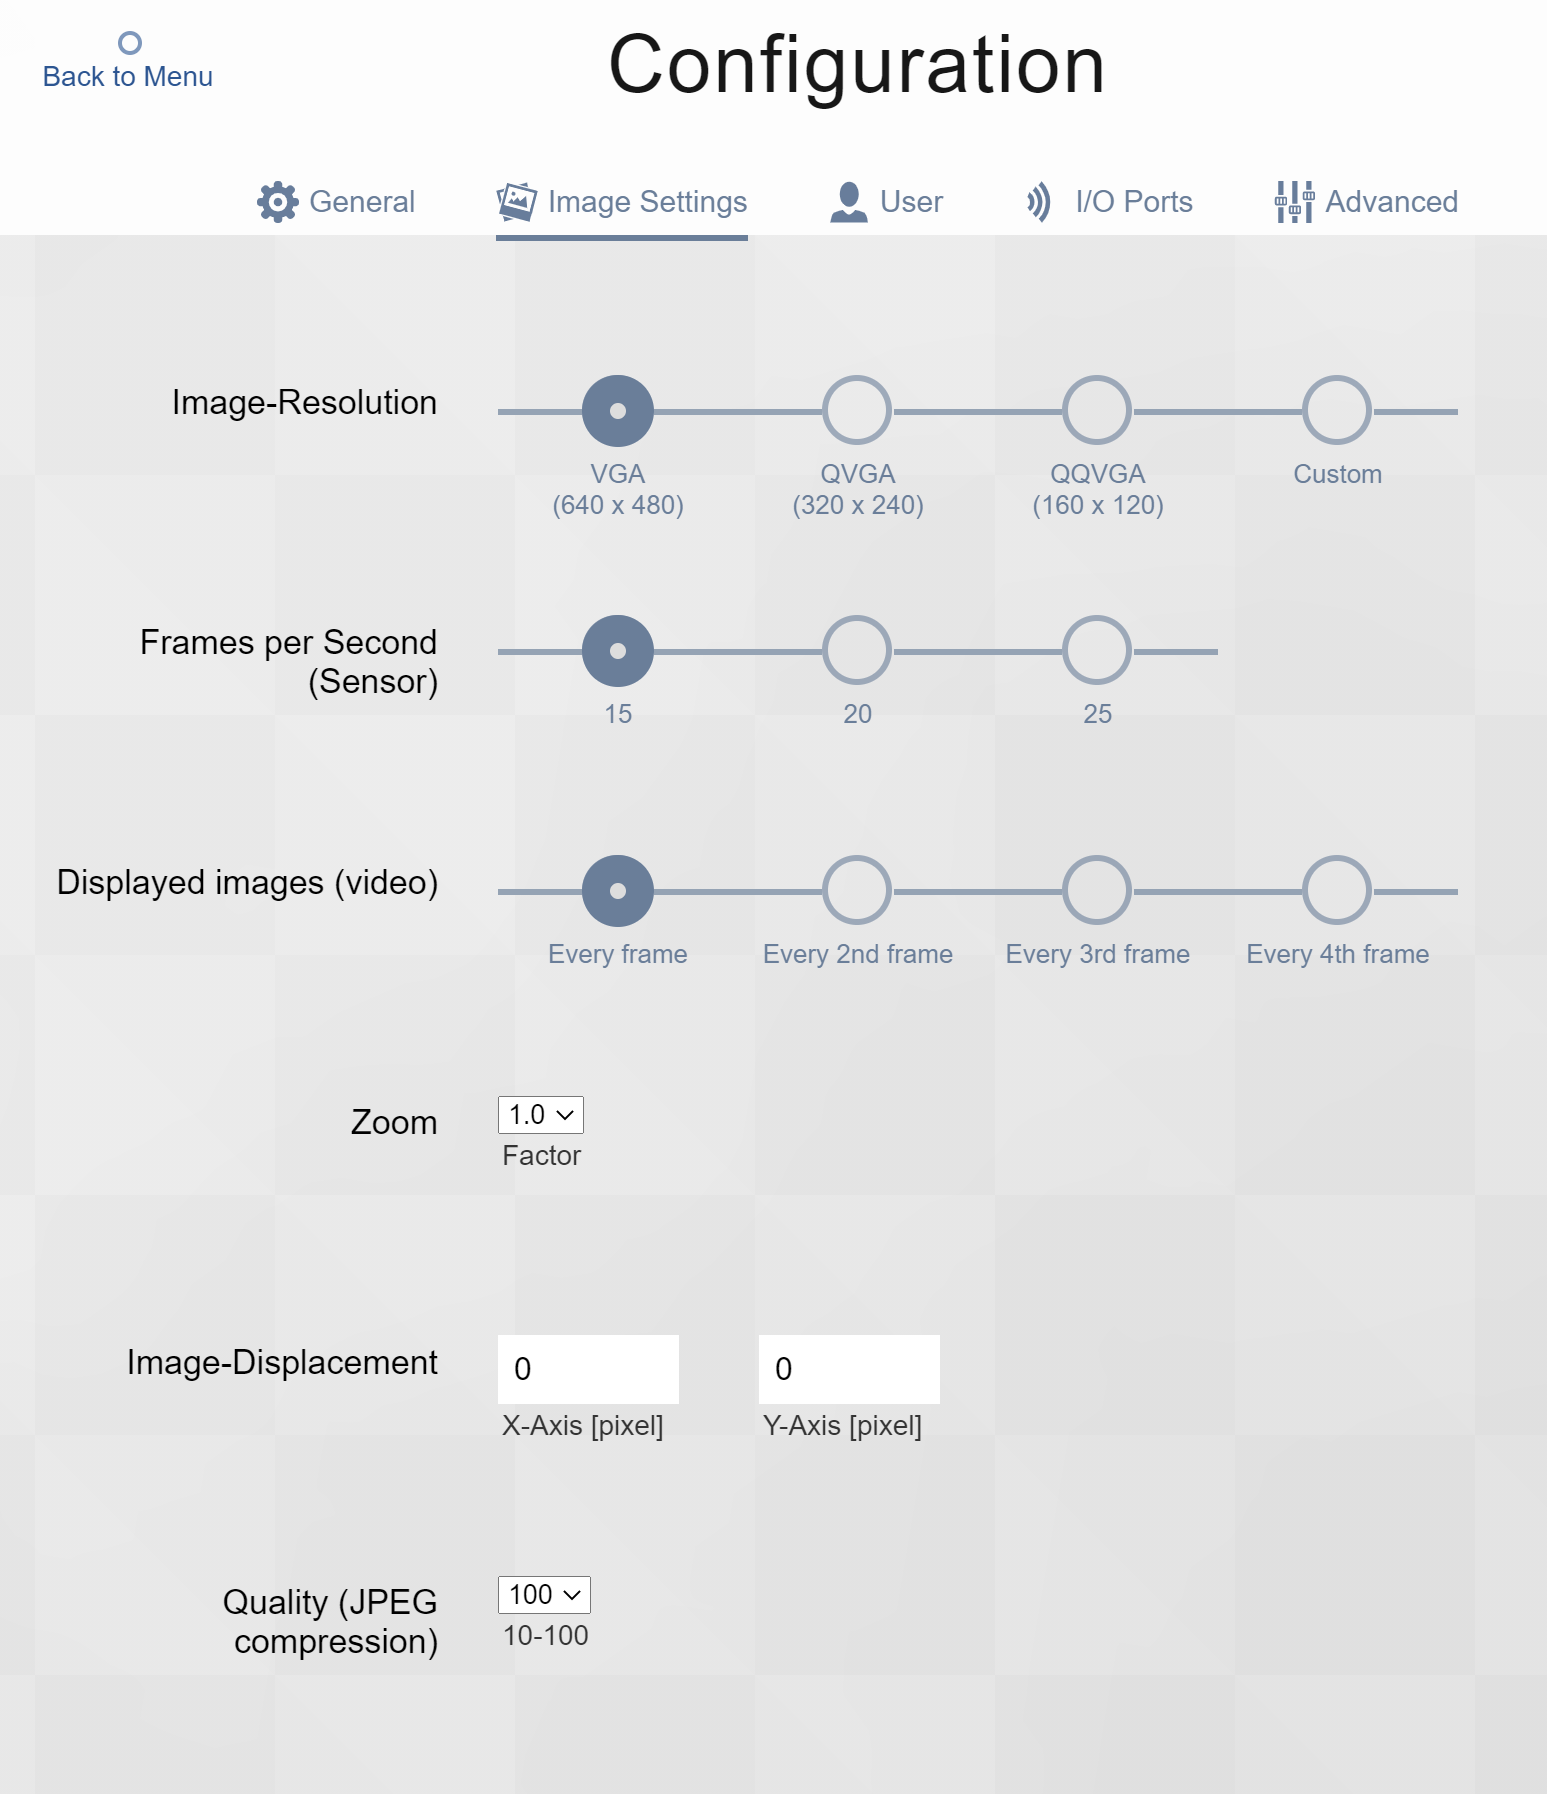 Back to Menu
Configuration
General
Image Settings
User
I/O Ports
Advanced
Image-Resolution
VGA
(640 x 480)
QVGA
(320 x 240)
QQVGA
(160 x 120)
Custom
Frames per Second
(Sensor)
15
20
25
Displayed images (video)
Every frame
Every 2nd frame
Every 3rd frame
Every 4th frame
Zoom
1.0
Factor
Image-Displacement
0
X-Axis [pixel]
0
Y-Axis [pixel]
Quality (JPEG
compression)
100
10-100